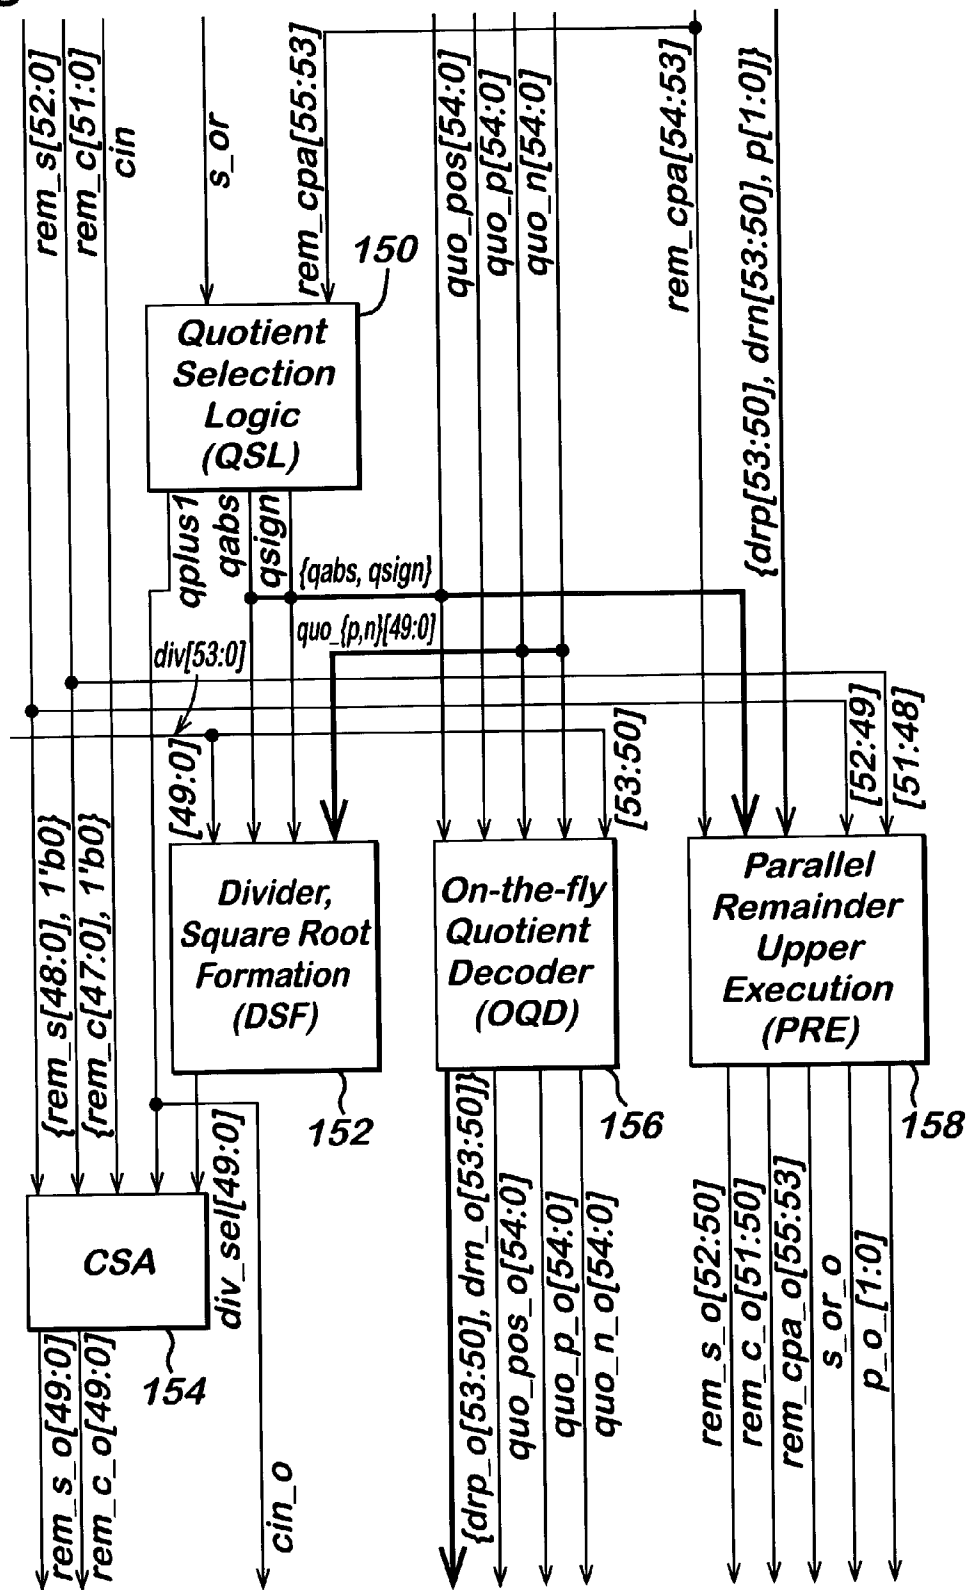 rem_s[52:0]
rem_c[51:0]
cin
s_or
rem_cpa[55:53]
quo_pos[54:0]
quo_p[54:0]
quo_n[54:0]
rem_cpa[54:53]
{drp[53:50], drn[53:50], p[1:0]}
150
Quotient
Selection
Logic
(QSL)
qplus1
qabs
qsign
{qabs, qsign}
quo_{p,n}[49:0]
div[53:0]
[49:0]
[53:50]
[52:49]
[51:48]
{rem_s[48:0], 1'b0}
{rem_c[47:0], 1'b0}
Divider,
Square Root
Formation
(DSF)
On-the-fly
Quotient
Decoder
(OQD)
Parallel
Remainder
Upper
Execution
(PRE)
152
156
158
CSA
154
div_sel[49:0]
rem_s_o[49:0]
rem_c_o[49:0]
cin_o
{drp_o[53:50], drn_o[53:50]}
quo_pos_o[54:0]
quo_p_o[54:0]
quo_n_o[54:0]
rem_s_o[52:50]
rem_c_o[51:50]
rem_cpa_o[55:53]
s_or_o
p_o_[1:0]